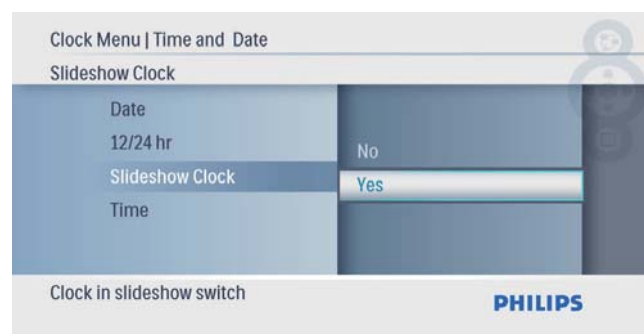 Clock Menu | Time and Date
Slideshow Clock
Date
12/24 hr
Slideshow Clock
Time
No
Yes
Clock in slideshow switch
PHILIPS